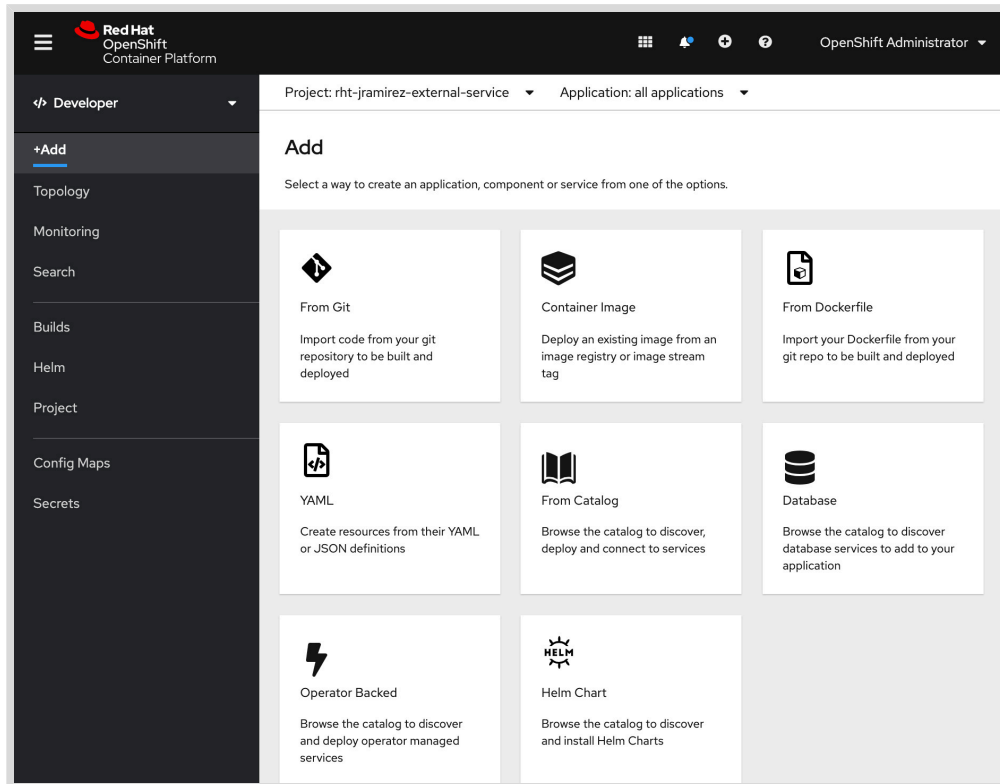 Red Hat
OpenShift
Container Platform
OpenShift Administrator
Developer
Project: rht-jramirez-external-service
Application: all applications
+Add
Topology
Monitoring
Search
Builds
Helm
Project
Config Maps
Secrets
Add
Select a way to create an application, component or service from one of the options.
From Git
Import code from your git
repository to be built and
deployed
Container Image
Deploy an existing image from an
image registry or image stream
tag
From Dockerfile
Import your Dockerfile from your
git repo to be built and deployed
YAML
Create resources from their YAML
or JSON definitions
From Catalog
Browse the catalog to discover,
deploy and connect to services
Database
Browse the catalog to discover
database services to add to your
application
Operator Backed
Browse the catalog to discover
and deploy operator managed
services
HELM
Helm Chart
Browse the catalog to discover
and install Helm Charts